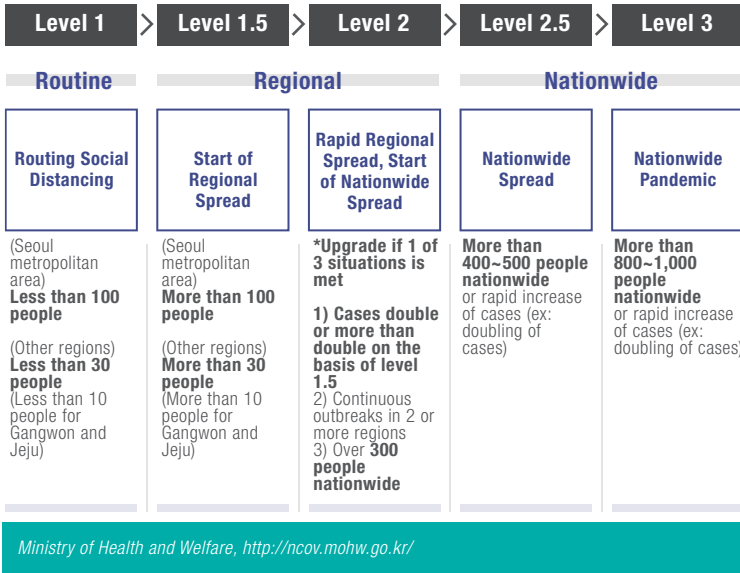 Level 1 > Level 1.5 > Level 2 > Level 2.5 > Level 3
Routine
Regional
Nationwide
Routing Social
Distancing
Start of
Regional
Spread
Rapid Regional
Spread, Start
of Nationwide
Spread
Nationwide
Spread
Nationwide
Pandemic
(Seoul
metropolitan
area)
Less than 100
people
(Other regions)
Less than 30
people
(Less than 10
people for
Gangwon and
Jeju)
(Seoul
metropolitan
area)
More than 100
people
(Other regions)
More than 30
people
(More than 10
people for
Gangwon and
Jeju)
*Upgrade if 1 of
3 situations is
met
1) Cases double
or more than
double on the
basis of level
1.5
2) Continuous
outbreaks in 2 or
more regions
3) Over 300
people
nationwide
More than
400~500 people
nationwide
or rapid increase
of cases (ex:
doubling of
cases)
More than
800~1,000
people
nationwide
or rapid increase
of cases (ex:
doubling of cases)
Ministry of Health and Welfare, http://ncov.mohw.go.kr/